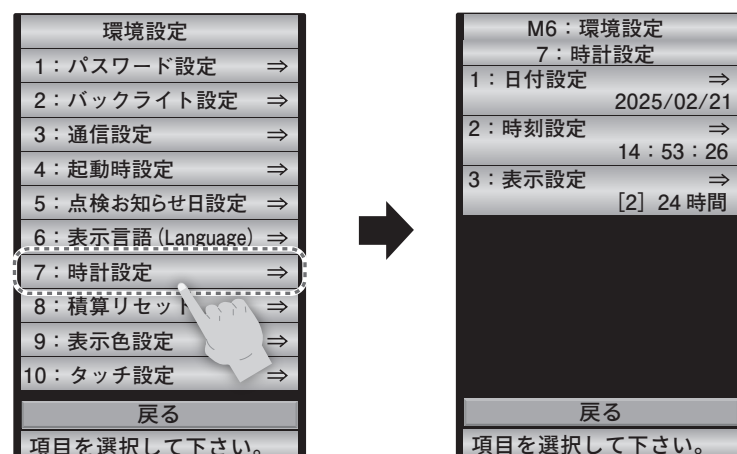 環境設定
1：パスワード設定 ⇒
2：バックライト設定 ⇒
3：通信設定 ⇒
4：起動時設定 ⇒
5：点検お知らせ日設定 ⇒
6：表示言語（Language） ⇒
7：時計設定 ⇒
8：積算リセット ⇒
9：表示色設定 ⇒
10：タッチ設定 ⇒
戻る
項目を選択して下さい。
M6：環境設定
7：時計設定
1：日付設定 ⇒
2025/02/21
2：時刻設定 ⇒
14：53：26
3：表示設定 ⇒
[2] 24 時間
戻る
項目を選択して下さい。